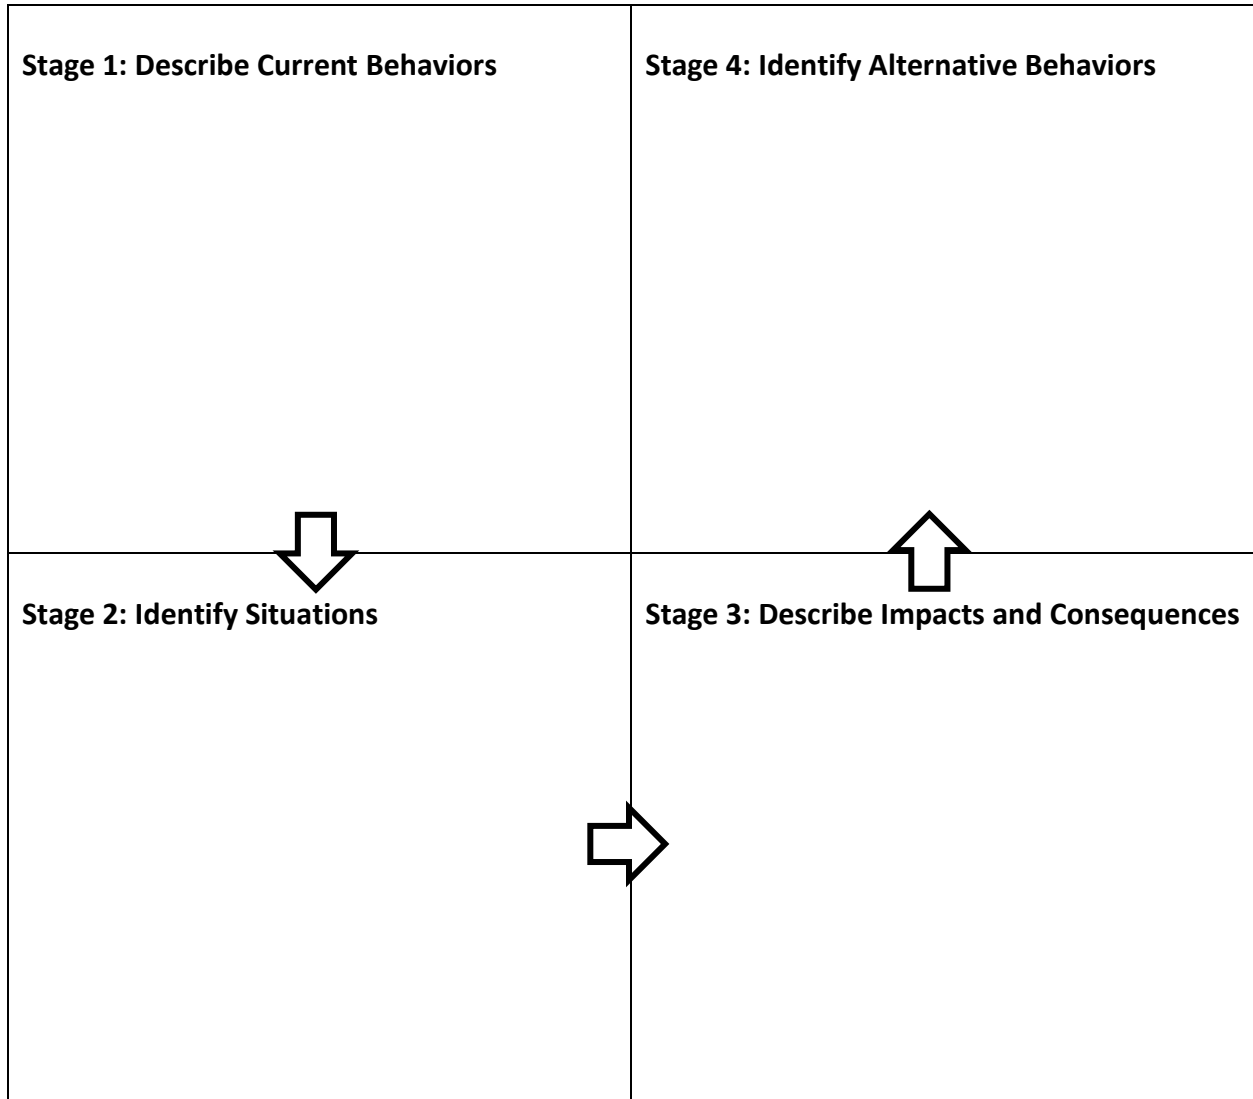 Stage 1: Describe Current Behaviors
Stage 4: Identify Alternative Behaviors
Stage 2: Identify Situations
Stage 3: Describe Impacts and Consequences